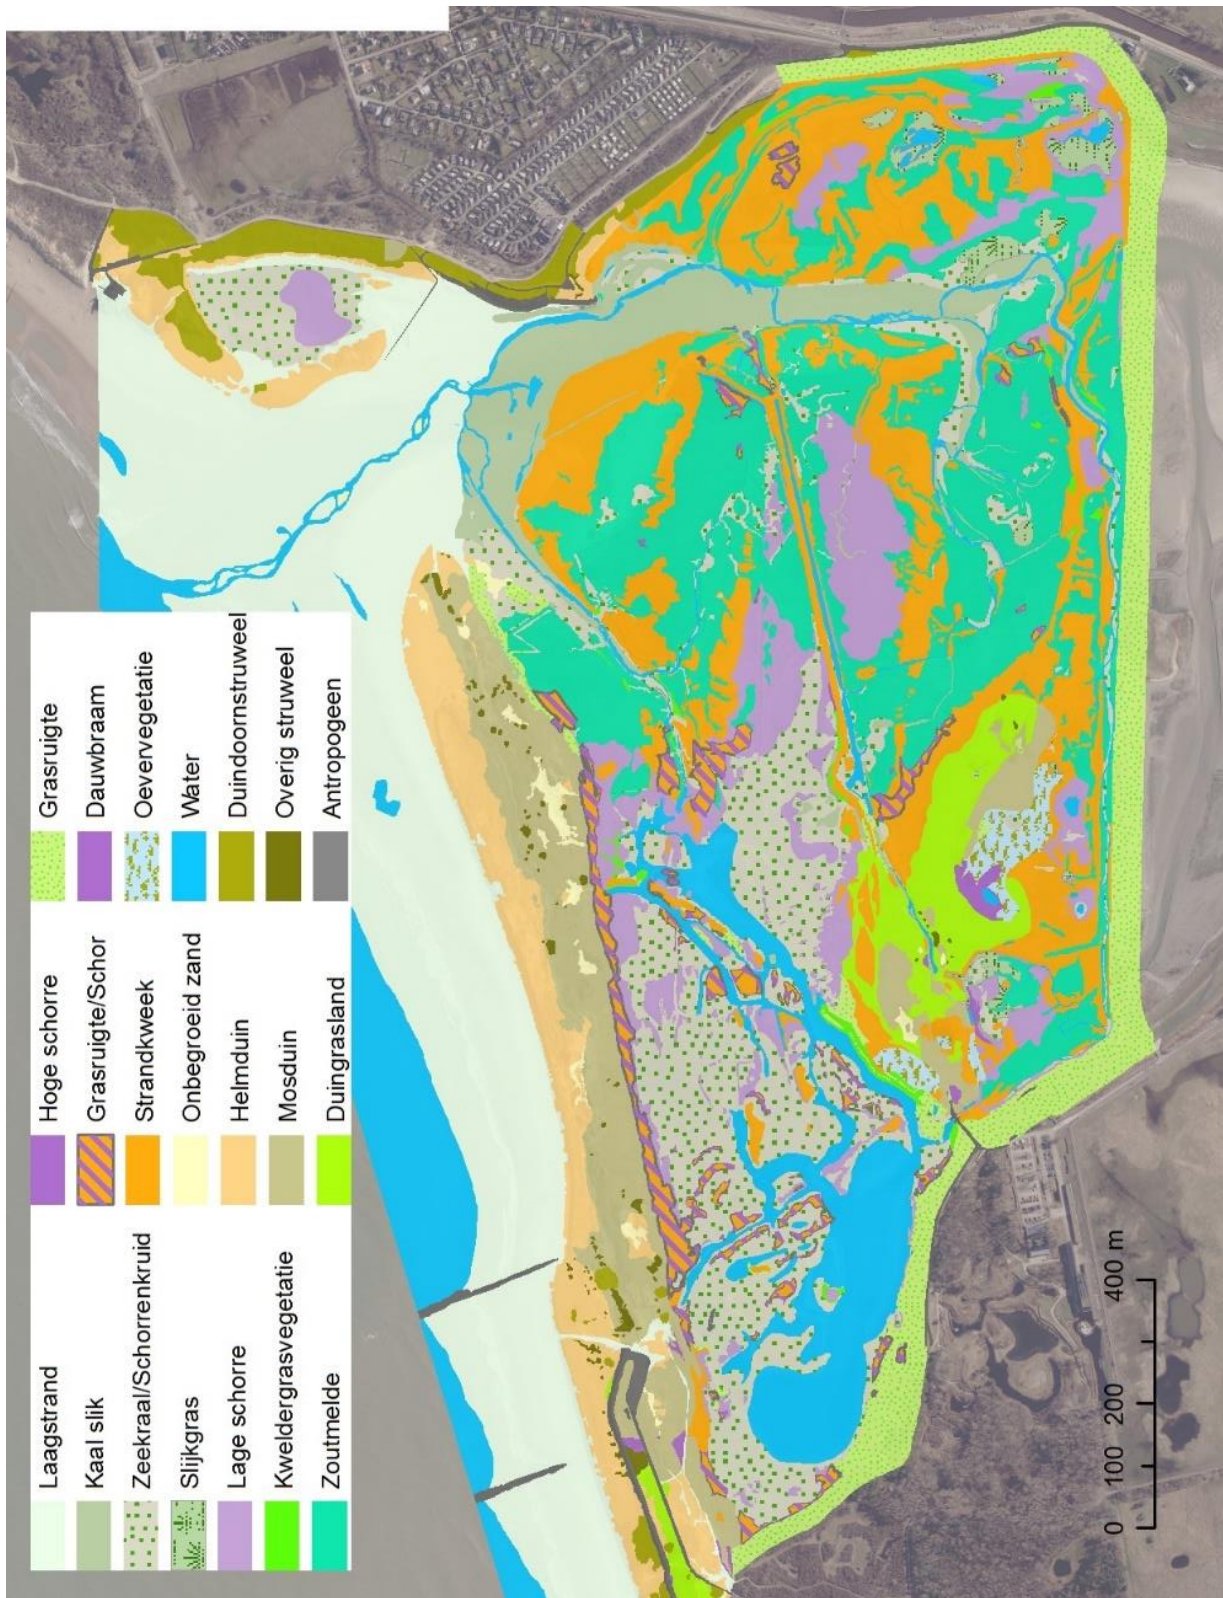 Laagstrand
Kaal slik
Zeekraal/Schorrenkruid
Slijkgras
Lage schorre
Kweldergrasvegetatie
Zoutmelde
Hoge schorre
Grasruigte/Schor
Strandkweek
Onbegroeid zand
Helmduin
Mosduin
Duingrasland
Grasruigte
Dauwbraam
Oevervegetatie
Water
Duindoornstruweel
Overig struweel
Antropogeen
0 100 200 400 m